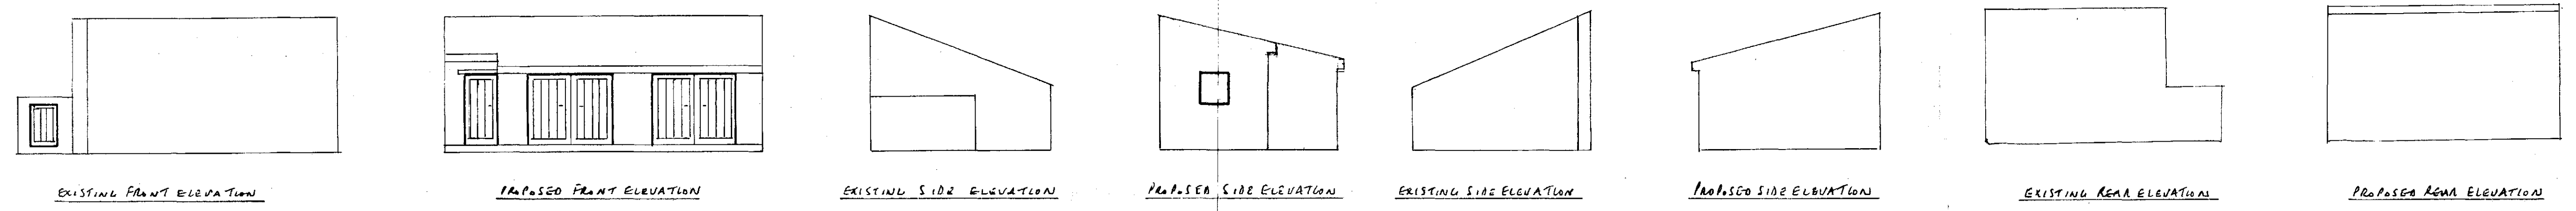 EXISTING FRONT ELEVATION
PROPOSED FRONT ELEVATION
EXISTING SIDE ELEVATION
PROPOSED SIDE ELEVATION
EXISTING SIDE ELEVATION
PROPOSED SIDE ELEVATION
EXISTING REAR ELEVATION
PROPOSED REAR ELEVATION